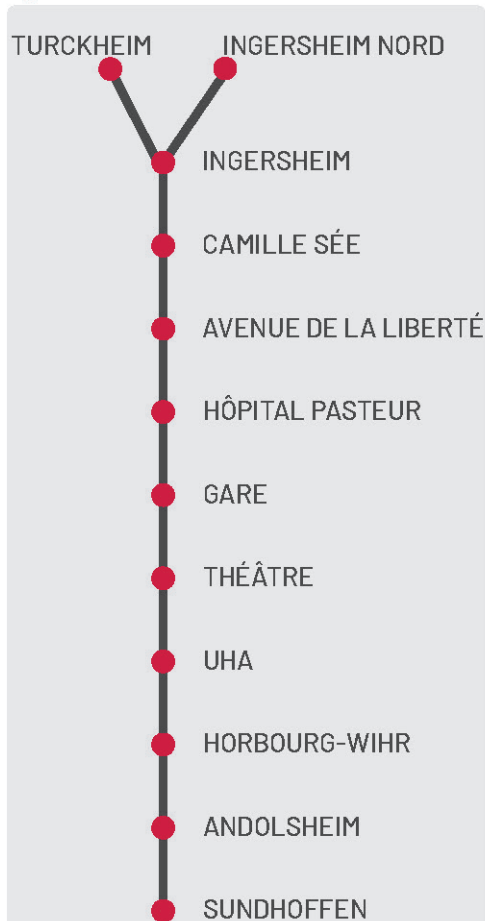 TURCKHEIM INGERSHEIM NORD
INGERSHEIM
CAMILLE SÉE
AVENUE DE LA LIBERTÉ
HÔPITAL PASTEUR
GARE
THÉÂTRE
UHA
HORBOURG-WIHR
ANDOLSHEIM
SUNDHOFFEN